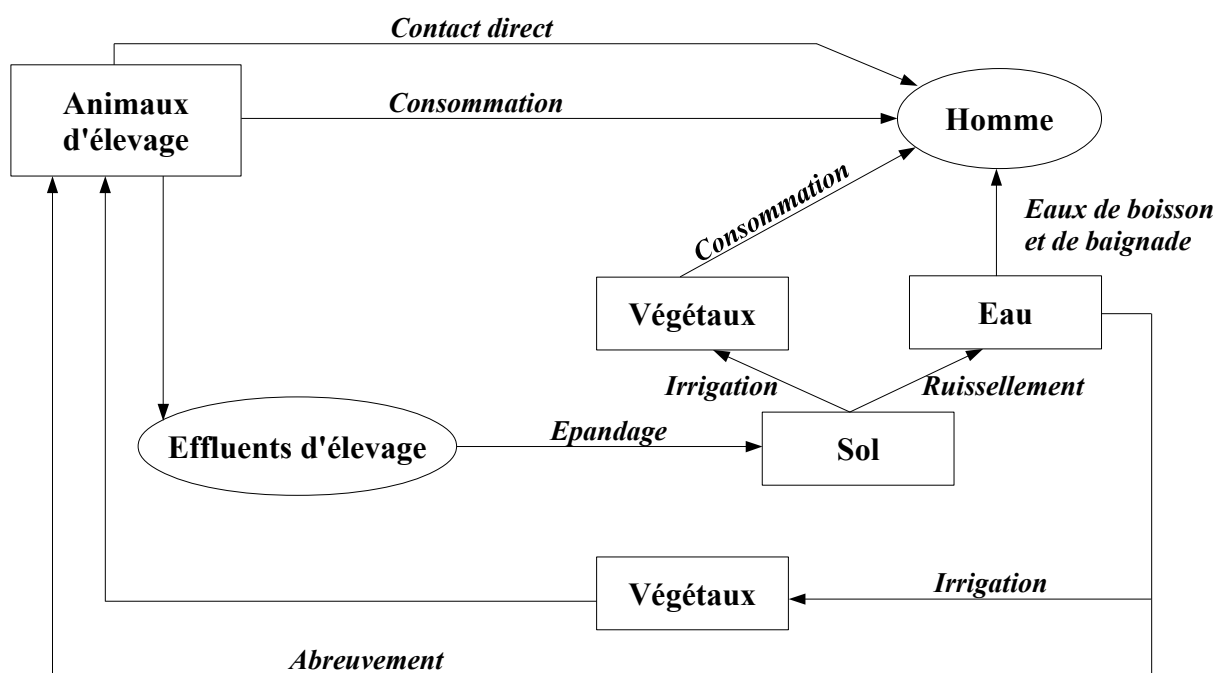 Contact direct
Animaux
d'élevage
Consommation
Homme
Consommation
Eaux de boisson
et de baignade
Végétaux
Eau
Irrigation
Ruissellement
Effluents d'élevage
Epandage
Sol
Végétaux
Irrigation
Abreuvement